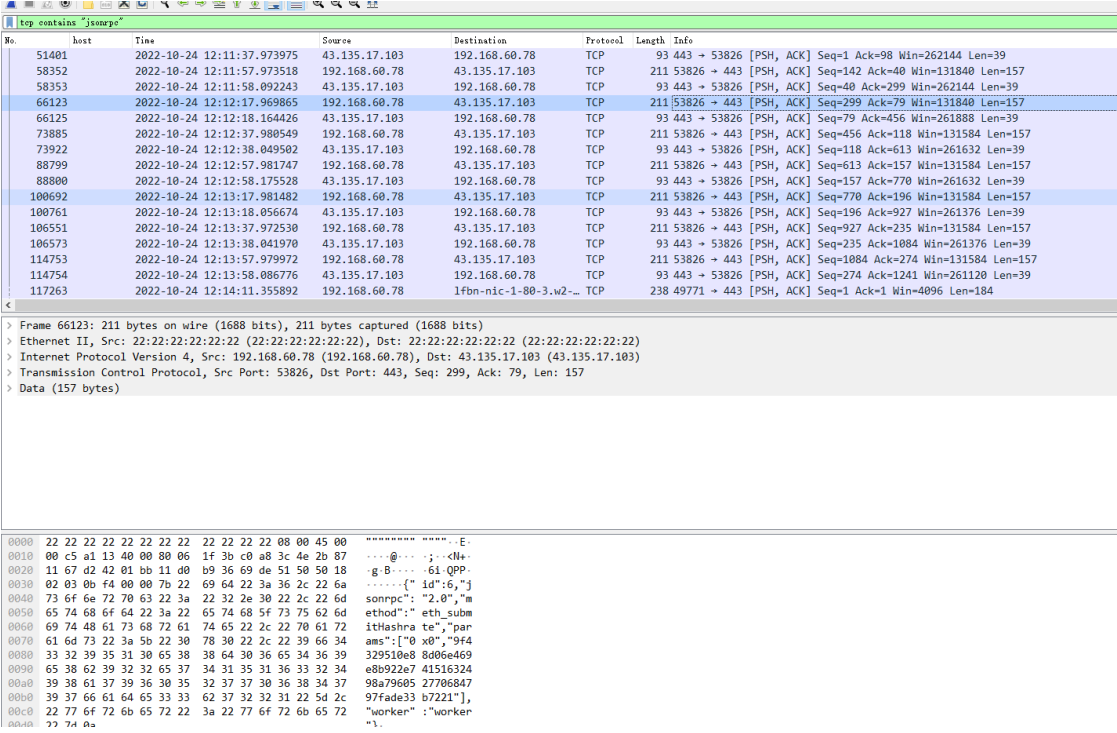 tcp contains "jsonrpc"
No. host Time Source Destination Protocol Length Info
51401 2022-10-24 12:11:37.973975 43.135.17.103 192.168.60.78 TCP 93 443 → 53826 [PSH, ACK] Seq=1 Ack=98 Win=262144 Len=39
58352 2022-10-24 12:11:57.973518 192.168.60.78 43.135.17.103 TCP 211 53826 → 443 [PSH, ACK] Seq=142 Ack=40 Win=131840 Len=157
58353 2022-10-24 12:11:58.092243 43.135.17.103 192.168.60.78 TCP 93 443 → 53826 [PSH, ACK] Seq=40 Ack=299 Win=262144 Len=39
66123 2022-10-24 12:12:17.969865 192.168.60.78 43.135.17.103 TCP 211 53826 → 443 [PSH, ACK] Seq=299 Ack=79 Win=131840 Len=157
66125 2022-10-24 12:12:18.164426 43.135.17.103 192.168.60.78 TCP 93 443 → 53826 [PSH, ACK] Seq=79 Ack=456 Win=261888 Len=39
73885 2022-10-24 12:12:37.980549 192.168.60.78 43.135.17.103 TCP 211 53826 → 443 [PSH, ACK] Seq=456 Ack=118 Win=131584 Len=157
73922 2022-10-24 12:12:38.049502 43.135.17.103 192.168.60.78 TCP 93 443 → 53826 [PSH, ACK] Seq=118 Ack=613 Win=261632 Len=39
88799 2022-10-24 12:12:57.981747 192.168.60.78 43.135.17.103 TCP 211 53826 → 443 [PSH, ACK] Seq=613 Ack=157 Win=131584 Len=157
88800 2022-10-24 12:12:58.175528 43.135.17.103 192.168.60.78 TCP 93 443 → 53826 [PSH, ACK] Seq=157 Ack=770 Win=261632 Len=39
100692 2022-10-24 12:13:17.981482 192.168.60.78 43.135.17.103 TCP 211 53826 → 443 [PSH, ACK] Seq=770 Ack=196 Win=131584 Len=157
100761 2022-10-24 12:13:18.056674 43.135.17.103 192.168.60.78 TCP 93 443 → 53826 [PSH, ACK] Seq=196 Ack=927 Win=261376 Len=39
106551 2022-10-24 12:13:37.972530 192.168.60.78 43.135.17.103 TCP 211 53826 → 443 [PSH, ACK] Seq=927 Ack=235 Win=131584 Len=157
106573 2022-10-24 12:13:38.041970 43.135.17.103 192.168.60.78 TCP 93 443 → 53826 [PSH, ACK] Seq=235 Ack=1084 Win=261376 Len=39
114753 2022-10-24 12:13:57.979972 192.168.60.78 43.135.17.103 TCP 211 53826 → 443 [PSH, ACK] Seq=1084 Ack=274 Win=131584 Len=157
114754 2022-10-24 12:13:58.086776 43.135.17.103 192.168.60.78 TCP 93 443 → 53826 [PSH, ACK] Seq=274 Ack=1241 Win=261120 Len=39
117263 2022-10-24 12:14:11.355892 192.168.60.78 1fbn-nic-1-80-3.w2-… TCP 238 49771 → 443 [PSH, ACK] Seq=1 Ack=1 Win=4096 Len=184
> Frame 66123: 211 bytes on wire (1688 bits), 211 bytes captured (1688 bits)
> Ethernet II, Src: 22:22:22:22:22:22 (22:22:22:22:22:22), Dst: 22:22:22:22:22:22 (22:22:22:22:22:22)
> Internet Protocol Version 4, Src: 192.168.60.78 (192.168.60.78), Dst: 43.135.17.103 (43.135.17.103)
> Transmission Control Protocol, Src Port: 53826, Dst Port: 443, Seq: 299, Ack: 79, Len: 157
> Data (157 bytes)
0000 22 22 22 22 22 22 22 22 22 22 22 22 08 00 45 00 """""""" """"··E·
0010 00 c5 a1 13 40 00 80 06 1f 3b c0 a8 3c 4e 2b 87 ····@··· ·;··<N+·
0020 11 67 d2 42 01 bb 11 d0 b9 36 69 de 51 50 50 18 ·g·B···· ·6i·QPP·
0030 02 03 0b f4 00 00 7b 22 69 64 22 3a 36 2c 22 6a ······{" id":6,"j
0040 73 6f 6e 72 70 63 22 3a 22 32 2e 30 22 2c 22 6d sonrpc": "2.0","m
0050 65 74 68 6f 64 22 3a 22 65 74 68 5f 73 75 62 6d ethod":" eth_subm
0060 69 74 48 61 73 68 72 61 74 65 22 2c 22 70 61 72 itHashra te","par
0070 61 6d 73 22 3a 5b 22 30 78 30 22 2c 22 39 66 34 ams":["0 x0","9f4
0080 33 32 39 35 31 30 65 38 38 64 30 36 65 34 36 39 329510e8 8d06e469
0090 65 38 62 39 32 32 65 37 34 31 35 31 36 33 32 34 e8b922e7 41516324
00a0 39 38 61 37 39 36 30 35 32 37 37 30 36 38 34 37 98a79605 27706847
00b0 39 37 66 61 64 65 33 33 62 37 32 32 31 22 5d 2c 97fade33 b7221"],
00c0 22 77 6f 72 6b 65 72 22 3a 22 77 6f 72 6b 65 72 "worker" :"worker
00d0 22 7d 0a "}·